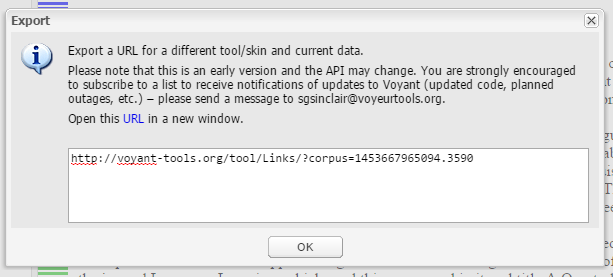 Export
Export a URL for a different tool/skin and current data.
Please note that this is an early version and the API may change. You are strongly encouraged
to subscribe to a list to receive notifications of updates to Voyant (updated code, planned
outages, etc.) – please send a message to sgsinclair@voyeurtools.org.
Open this URL in a new window.
http://voyant-tools.org/tool/Links/?corpus=1453667965094.3590
OK